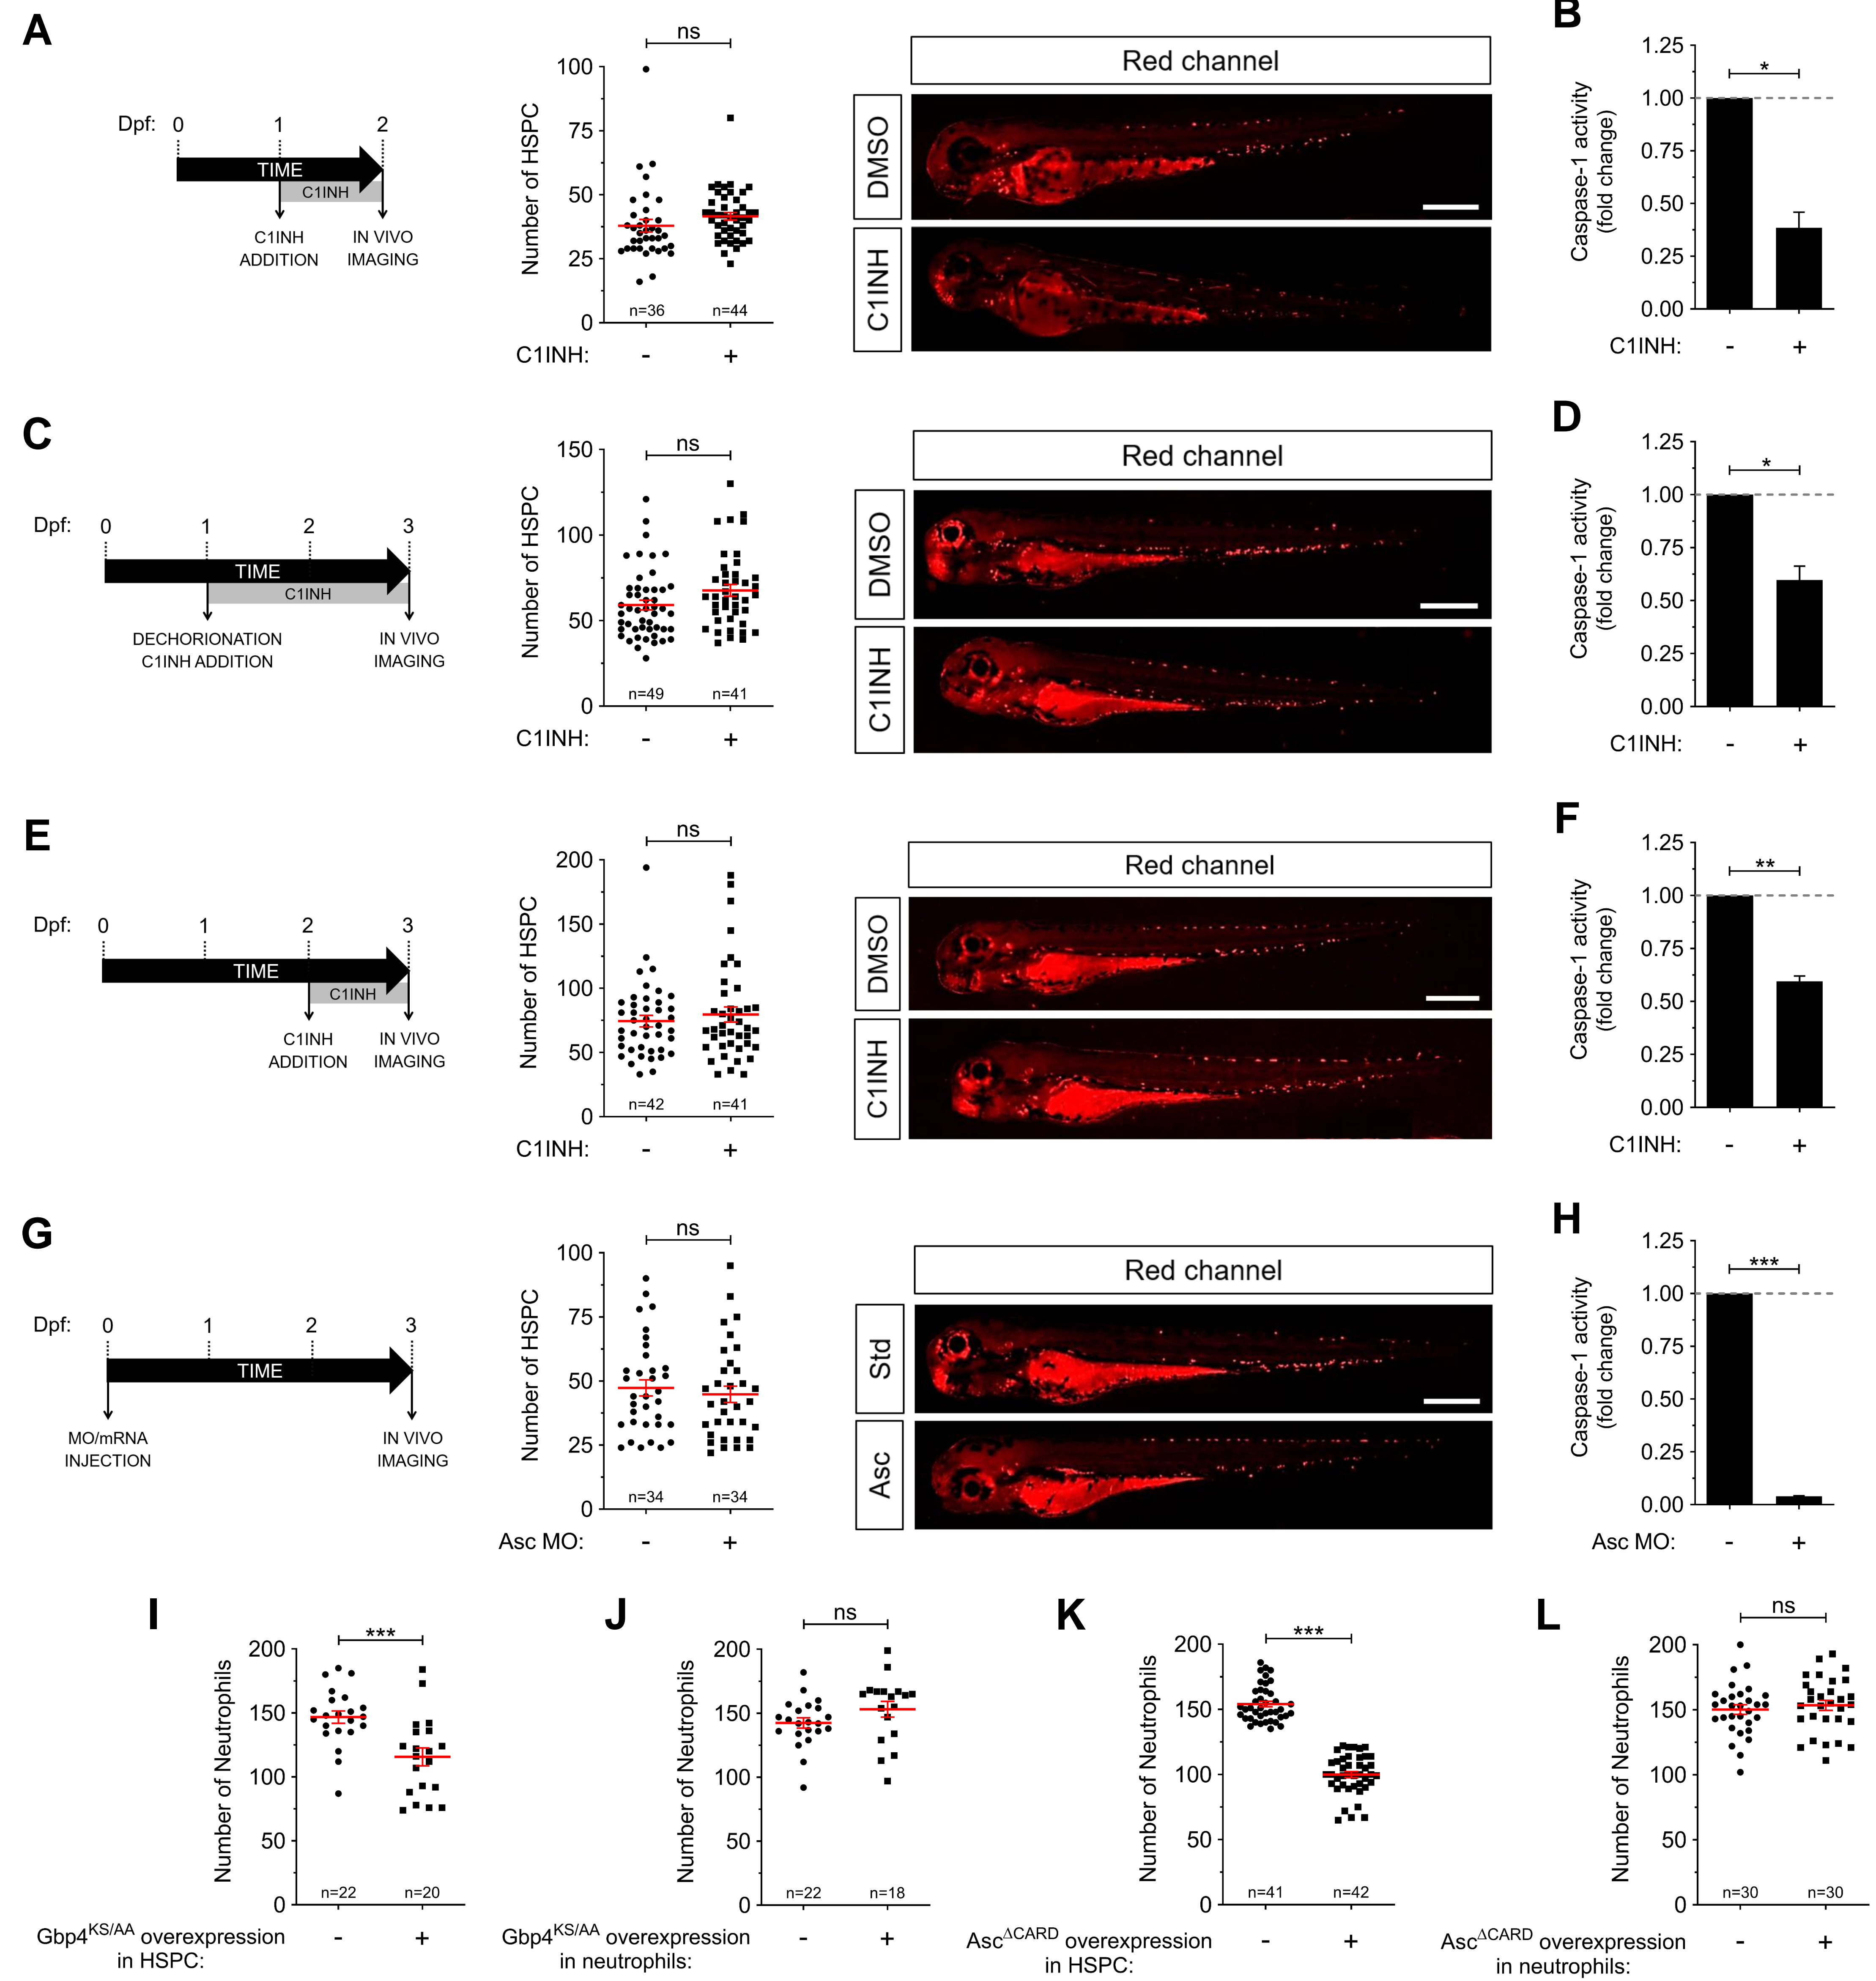 A
Dpf: 0 1 2
TIME
C1INH
C1INH
ADDITION
IN VIVO
IMAGING
ns
Number of HSPC
100
75
50
25
0
n=36 n=44
C1INH: - +
Red channel
DMSO
C1INH
B
Caspase-1 activity
(fold change)
1.25
1.00
0.75
0.50
0.25
0.00
*
C1INH: - +
C
Dpf: 0 1 2 3
TIME
C1INH
DECHORIONATION
C1INH ADDITION
IN VIVO
IMAGING
ns
Number of HSPC
150
100
50
0
n=49 n=41
C1INH: - +
Red channel
DMSO
C1INH
D
Caspase-1 activity
(fold change)
1.25
1.00
0.75
0.50
0.25
0.00
*
C1INH: - +
E
Dpf: 0 1 2 3
TIME
C1INH
C1INH
ADDITION
IN VIVO
IMAGING
ns
Number of HSPC
200
150
100
50
0
n=42 n=41
C1INH: - +
Red channel
DMSO
C1INH
F
Caspase-1 activity
(fold change)
1.25
1.00
0.75
0.50
0.25
0.00
**
C1INH: - +
G
Dpf: 0 1 2 3
TIME
MO/mRNA
INJECTION
IN VIVO
IMAGING
ns
Number of HSPC
100
75
50
25
0
n=34 n=34
Asc MO: - +
Red channel
Std
Asc
H
Caspase-1 activity
(fold change)
1.25
1.00
0.75
0.50
0.25
0.00
***
Asc MO: - +
I
***
Number of Neutrophils
200
150
100
50
0
n=22 n=20
Gbp4KS/AA overexpression - +
in HSPC:
J
ns
Number of Neutrophils
200
150
100
50
0
n=22 n=18
Gbp4KS/AA overexpression - +
in neutrophils:
K
***
Number of Neutrophils
200
150
100
50
0
n=41 n=42
AscΔCARD overexpression - +
in HSPC:
L
ns
Number of Neutrophils
200
150
100
50
0
n=30 n=30
AscΔCARD overexpression - +
in neutrophils: